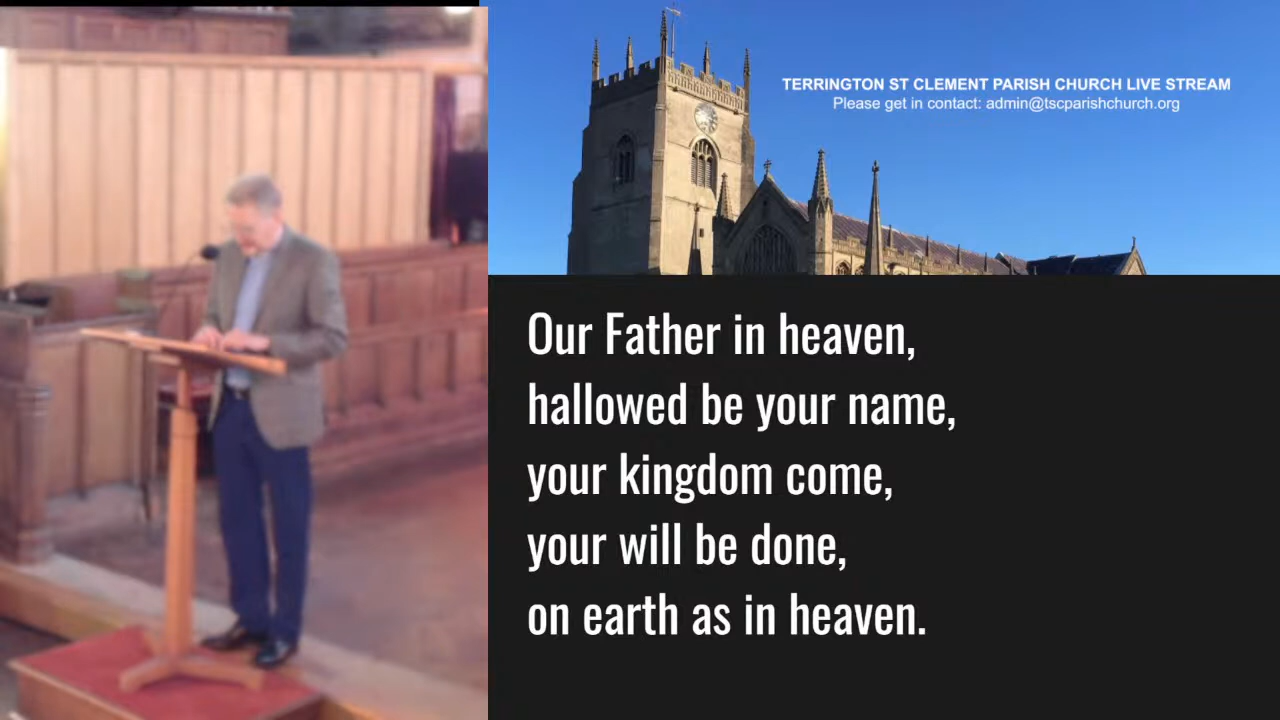 TERRINGTON ST CLEMENT PARISH CHURCH LIVE STREAM
Please get in contact: admin@tscparishchurch.org
Our Father in heaven,
hallowed be your name,
your kingdom come,
your will be done,
on earth as in heaven.